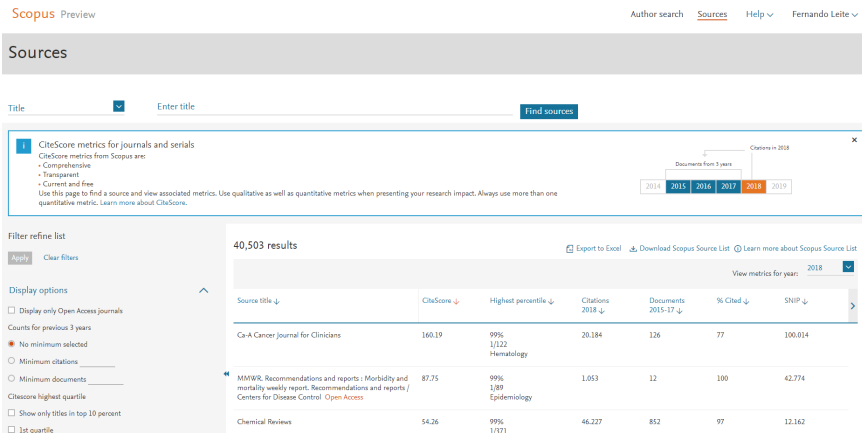 Scopus Preview
Author search Sources Help Fernando Leite
Sources
Title
Enter title
Find sources
i
CiteScore metrics for journals and serials
CiteScore metrics from Scopus are:
• Comprehensive
• Transparent
• Current and free
Use this page to find a source and view associated metrics. Use qualitative as well as quantitative metrics when presenting your research impact. Always use more than one
quantitative metric. Learn more about CiteScore.
Citations in 2018
Documents from 3 years
2014 2015 2016 2017 2018 2019
Filter refine list
Apply Clear filters
Display options
Display only Open Access journals
Counts for previous 3 years
No minimum selected
Minimum citations
Minimum documents
Citescore highest quartile
Show only titles in top 10 percent
1st quartile
40,503 results
Export to Excel Download Scopus Source List Learn more about Scopus Source List
View metrics for year: 2018
Source title CiteScore Highest percentile Citations 2018 Documents 2015-17 % Cited SNIP
Ca-A Cancer Journal for Clinicians 160.19 99% 20.184 126 77 100.014
1/122
Hematology
MMWR. Recommendations and reports : Morbidity and 87.75 99% 1.053 12 100 42.774
mortality weekly report. Recommendations and reports / 1/89
Centers for Disease Control Open Access Epidemiology
Chemical Reviews 54.26 99% 46.227 852 97 12.162
1/371